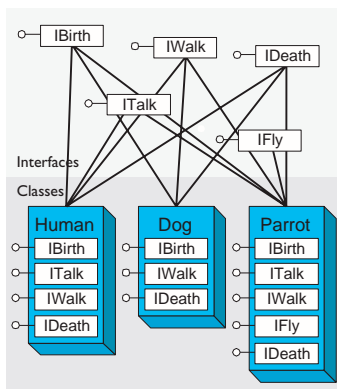 IBirth
IWalk
IDeath
ITalk
IFly
Interfaces
Classes
Human
IBirth
ITalk
IWalk
IDeath
Dog
IBirth
IWalk
IDeath
Parrot
IBirth
ITalk
IWalk
IFly
IDeath